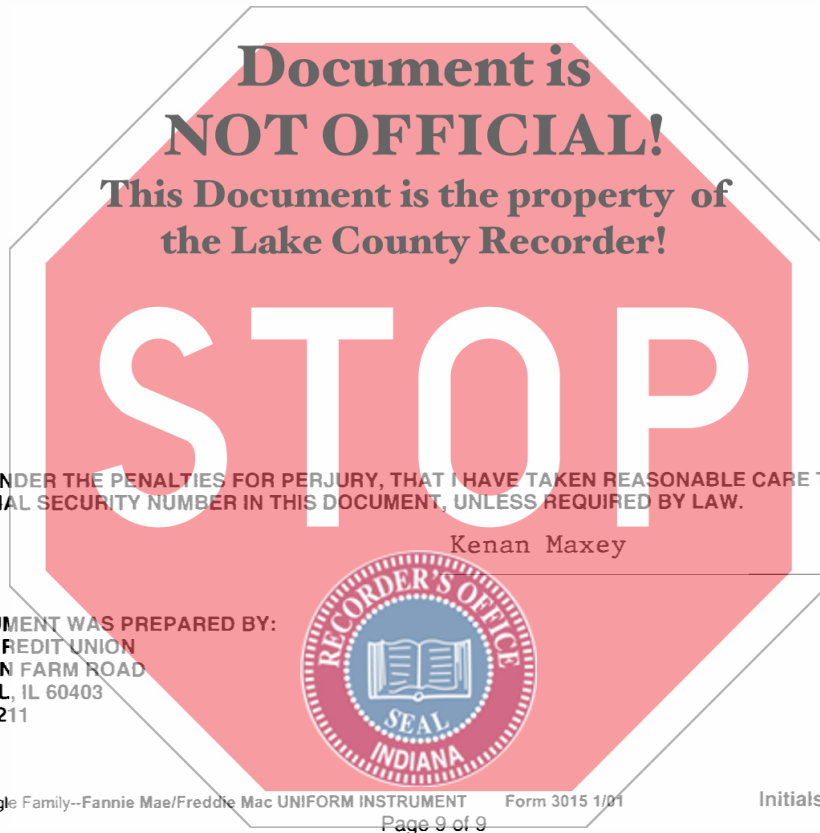 Document is
NOT OFFICIAL!
This Document is the property of
the Lake County Recorder!
STOP
NDER THE PENALTIES FOR PERJURY, THAT I HAVE TAKEN REASONABLE CARE T
IAL SECURITY NUMBER IN THIS DOCUMENT, UNLESS REQUIRED BY LAW.
Kenan Maxey
RECORDER'S OFFICE
SEAL
INDIANA
UMENT WAS PREPARED BY:
REDIT UNION
N FARM ROAD
L, IL 60403
211
gle Family--Fannie Mae/Freddie Mac UNIFORM INSTRUMENT Form 3015 1/01 Initials
Page 9 of 9